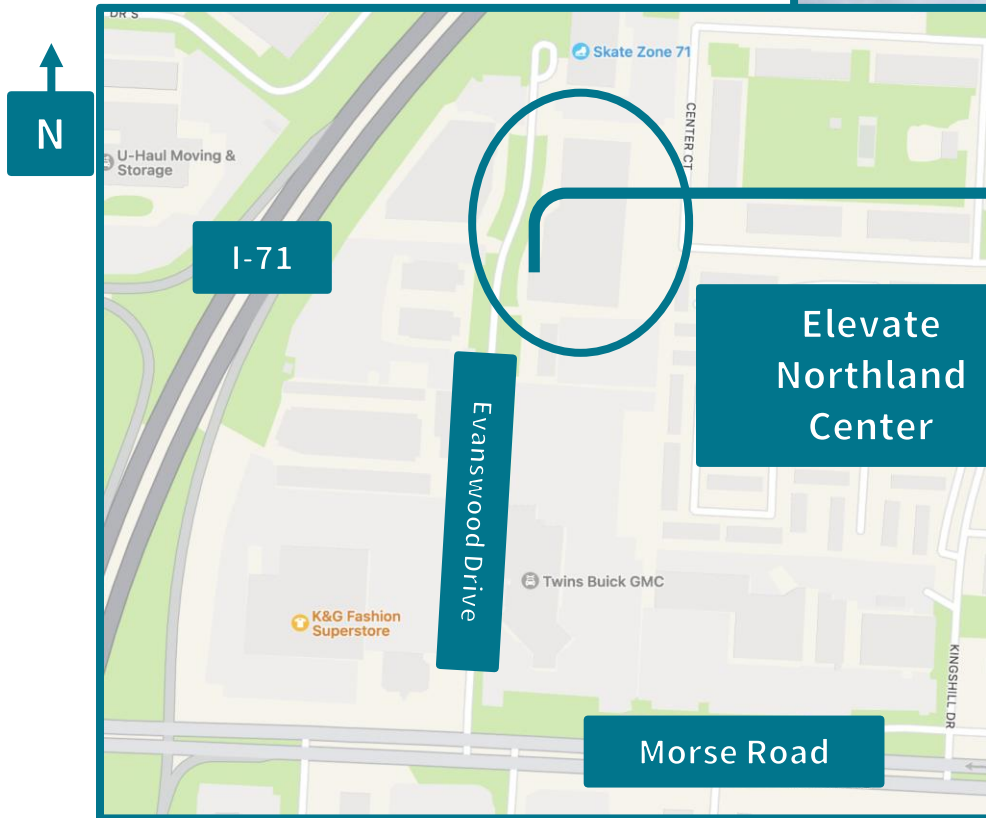 DR S
Skate Zone 71
N
CENTER CT
U-Haul Moving &
Storage
I-71
Elevate
Northland
Center
Evanswood Drive
Twins Buick GMC
K&G Fashion
Superstore
KINGSHILL DR
Morse Road